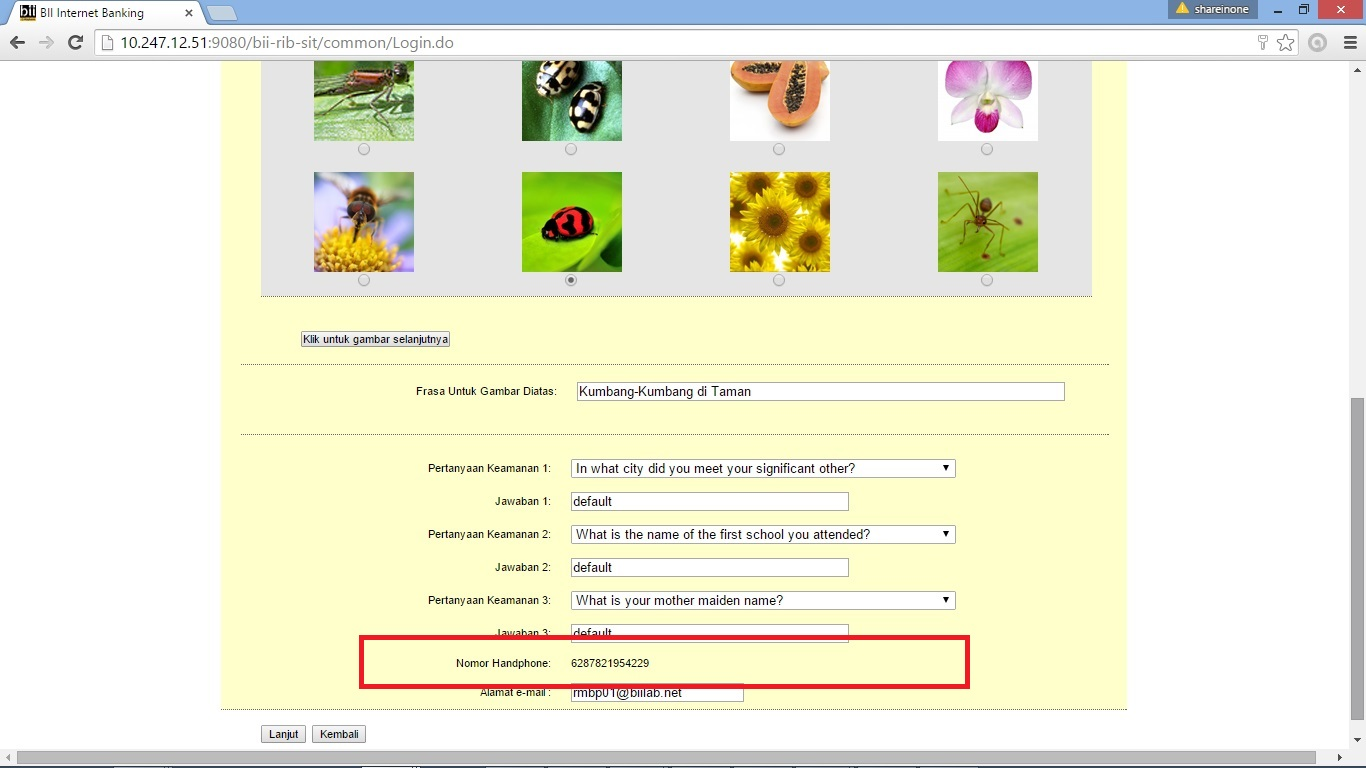 BII Internet Banking
shareinone
10.247.12.51:9080/bii-rib-sit/common/Login.do
Klik untuk gambar selanjutnya
Frasa Untuk Gambar Diatas: Kumbang-Kumbang di Taman
Pertanyaan Keamanan 1: In what city did you meet your significant other?
Jawaban 1: default
Pertanyaan Keamanan 2: What is the name of the first school you attended?
Jawaban 2: default
Pertanyaan Keamanan 3: What is your mother maiden name?
Jawaban 3: default
Nomor Handphone: 6287821954229
Alamat e-mail : rmbp01@biilab.net
Lanjut Kembali